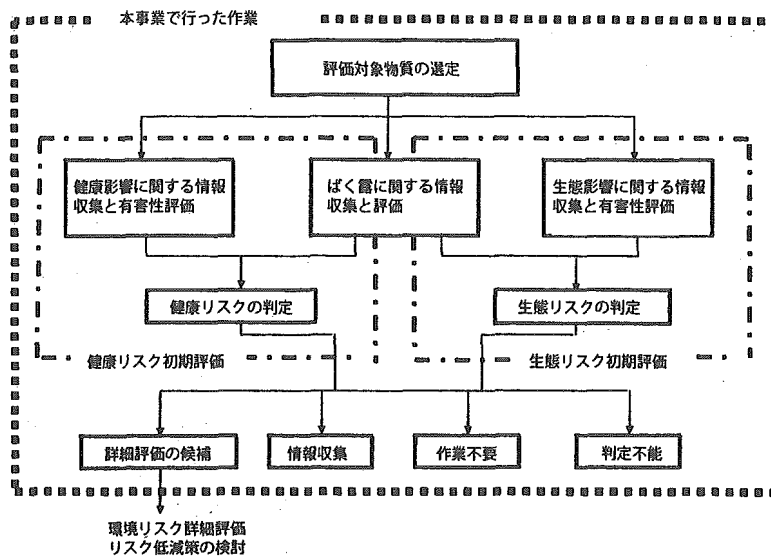 本事業で行った作業
評価対象物質の選定
健康影響に関する情報
収集と有害性評価
ばく露に関する情報
収集と評価
生態影響に関する情報
収集と有害性評価
健康リスクの判定
生態リスクの判定
健康リスク初期評価
生態リスク初期評価
詳細評価の候補
情報収集
作業不要
判定不能
環境リスク詳細評価
リスク低減策の検討